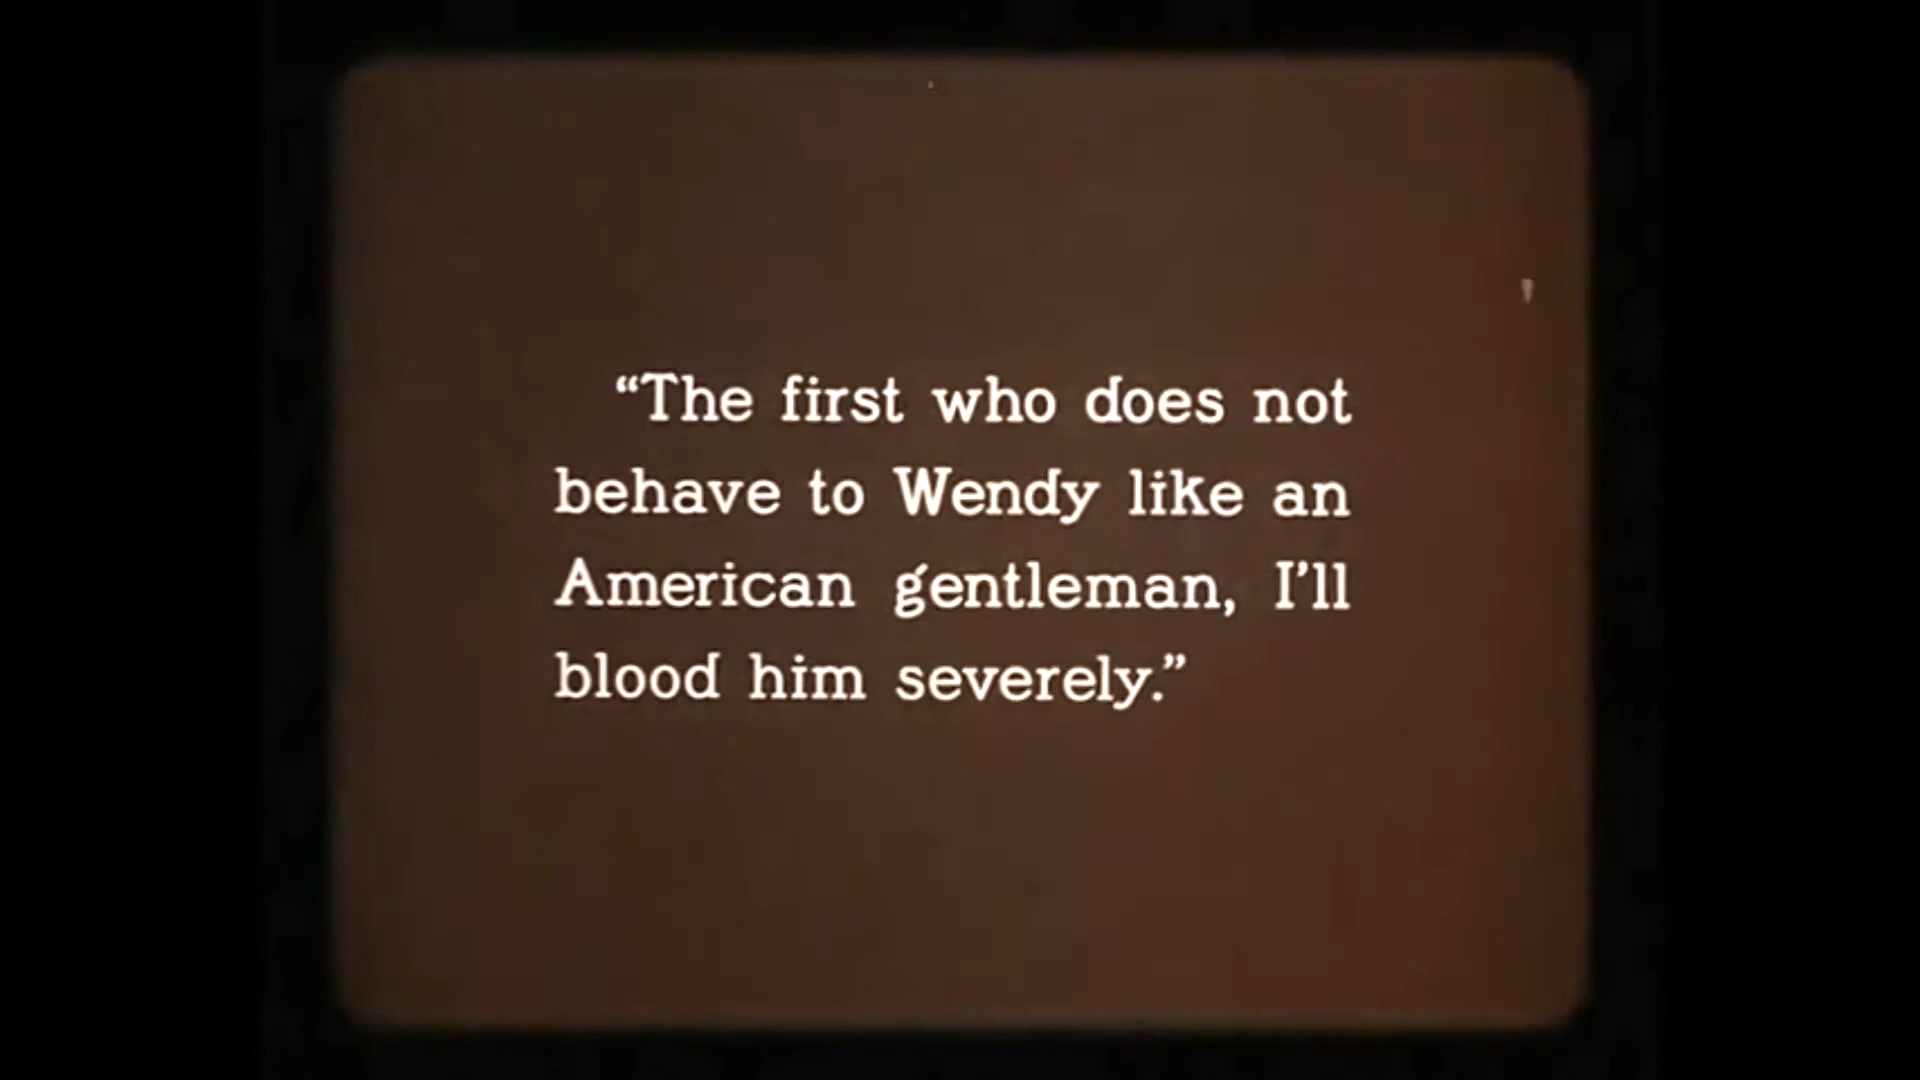 “The first who does not
behave to Wendy like an
American gentleman, I’ll
blood him severely.”